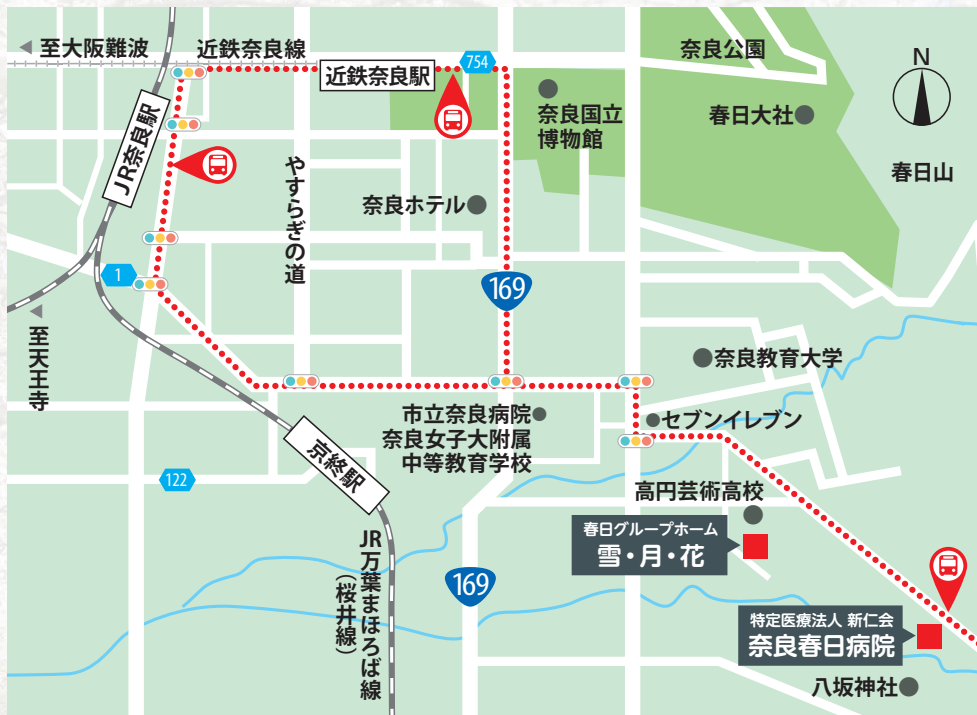 至大阪難波
近鉄奈良線
近鉄奈良駅
754
奈良公園
N
奈良国立
博物館
春日大社
春日山
JR奈良駅
やすらぎの道
奈良ホテル
1
169
至天王寺
奈良教育大学
市立奈良病院
奈良女子大附属
中等教育学校
セブンイレブン
京終駅
122
高円芸術高校
春日グループホーム
雪・月・花
JR万葉まほろば線
(桜井線)
169
特定医療法人 新仁会
奈良春日病院
八坂神社